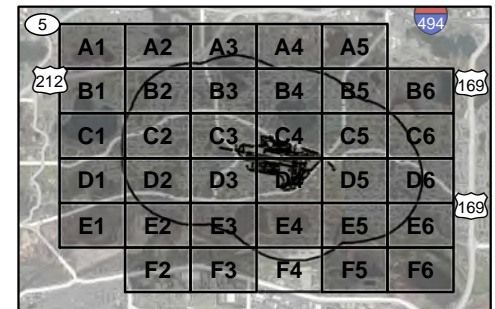 5 494
A1 A2 A3 A4 A5
212 B1 B2 B3 B4 B5 B6 169
C1 C2 C3 C4 C5 C6
D1 D2 D3 D4 D5 D6
169
E1 E2 E3 E4 E5 E6
F2 F3 F4 F5 F6